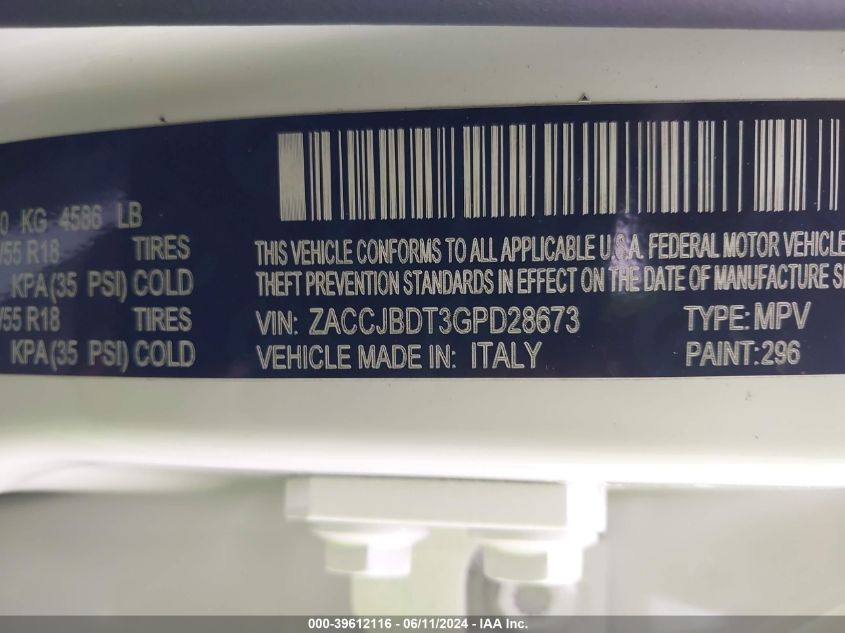 0 KG 4586 LB
/55 R18 TIRES
KPA(35 PSI) COLD
/55 R18
KPA(35 PSI) COLD
THIS VEHICLE CONFORMS TO ALL APPLICABLE U.S.A. FEDERAL MOTOR VEHICLE
THEFT PREVENTION STANDARDS IN EFFECT ON THE DATE OF MANUFACTURE
VIN: ZACCJBDT3GPD28673 TYPE:MPV
VEHICLE MADE IN: ITALY PAINT:296
TIRES
000-39612116 - 06/11/2024 - IAA Inc.